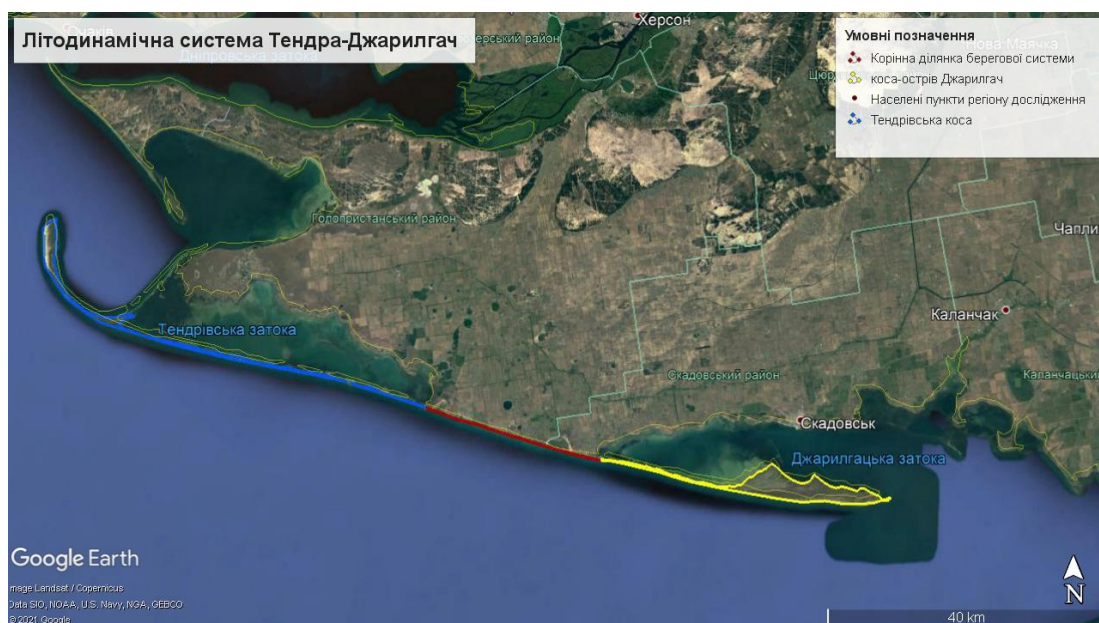 Літодинамічна система Тендра-Джарилгач
Херсон
Умовні позначення
Корінна ділянка берегової системи
коса-острів Джарилгач
Населені пункти регіону дослідження
Тендрівська коса
Голопристанський район
Чапли
Тендрівська затока
Каланчак
Скадовський район
Скадовськ
Джарилгацька затока
Google Earth
Image Landsat / Copernicus
Data SIO, NOAA, U.S. Navy, NGA, GEBCO
© 2021 Google
N
40 km